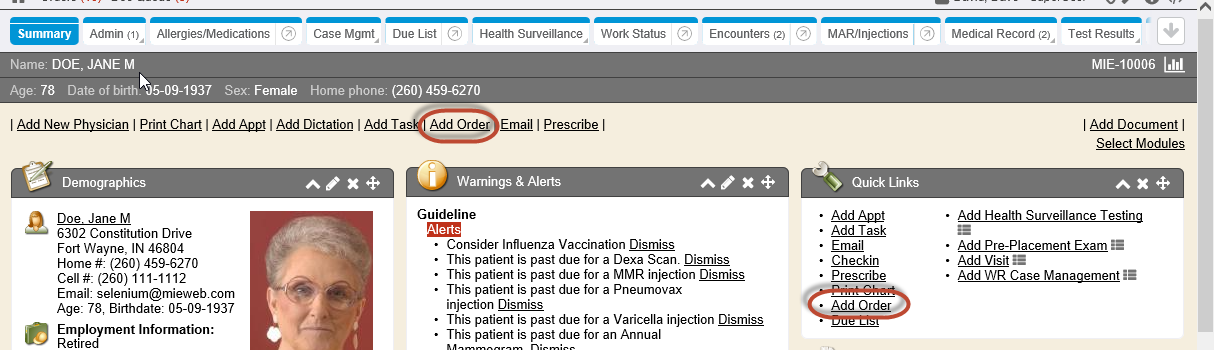 Summary Admin (1) Allergies/Medications Case Mgmt Due List Health Surveillance Work Status Encounters (2) MAR/Injections Medical Record (2) Test Results
Name: DOE, JANE M MIE-10006
Age: 78 Date of birth: 05-09-1937 Sex: Female Home phone: (260) 459-6270
| Add New Physician | Print Chart | Add Appt | Add Dictation | Add Task | Add Order | Email | Prescribe |
| Add Document |
Select Modules
Demographics
Doe, Jane M
6302 Constitution Drive
Fort Wayne, IN 46804
Home #: (260) 459-6270
Cell #: (260) 111-1112
Email: selenium@mieweb.com
Age: 78, Birthdate: 05-09-1937
Employment Information:
Retired
Warnings & Alerts
Guideline
Alerts
• Consider Influenza Vaccination Dismiss
• This patient is past due for a Dexa Scan. Dismiss
• This patient is past due for a MMR injection Dismiss
• This patient is past due for a Pneumovax
injection Dismiss
• This patient is past due for a Varicella injection Dismiss
• This patient is past due for an Annual
Mammogram. Dismiss
Quick Links
• Add Appt
• Add Task
• Email
• Checkin
• Prescribe
• Print Chart
• Add Order
• Due List
• Add Health Surveillance Testing
• Add Pre-Placement Exam
• Add Visit
• Add WR Case Management